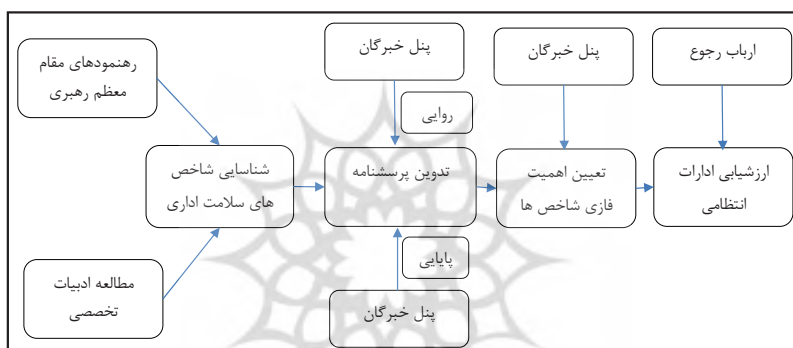 رهنمودهای مقام
معظم رهبری
مطالعه ادبیات
تخصصی
شناسایی شاخص
های سلامت اداری
پنل خبرگان
روایی
تدوین پرسشنامه
پایایی
پنل خبرگان
پنل خبرگان
تعیین اهمیت
فازی شاخص ها
ارباب رجوع
ارزشیابی ادارات
انتظامی